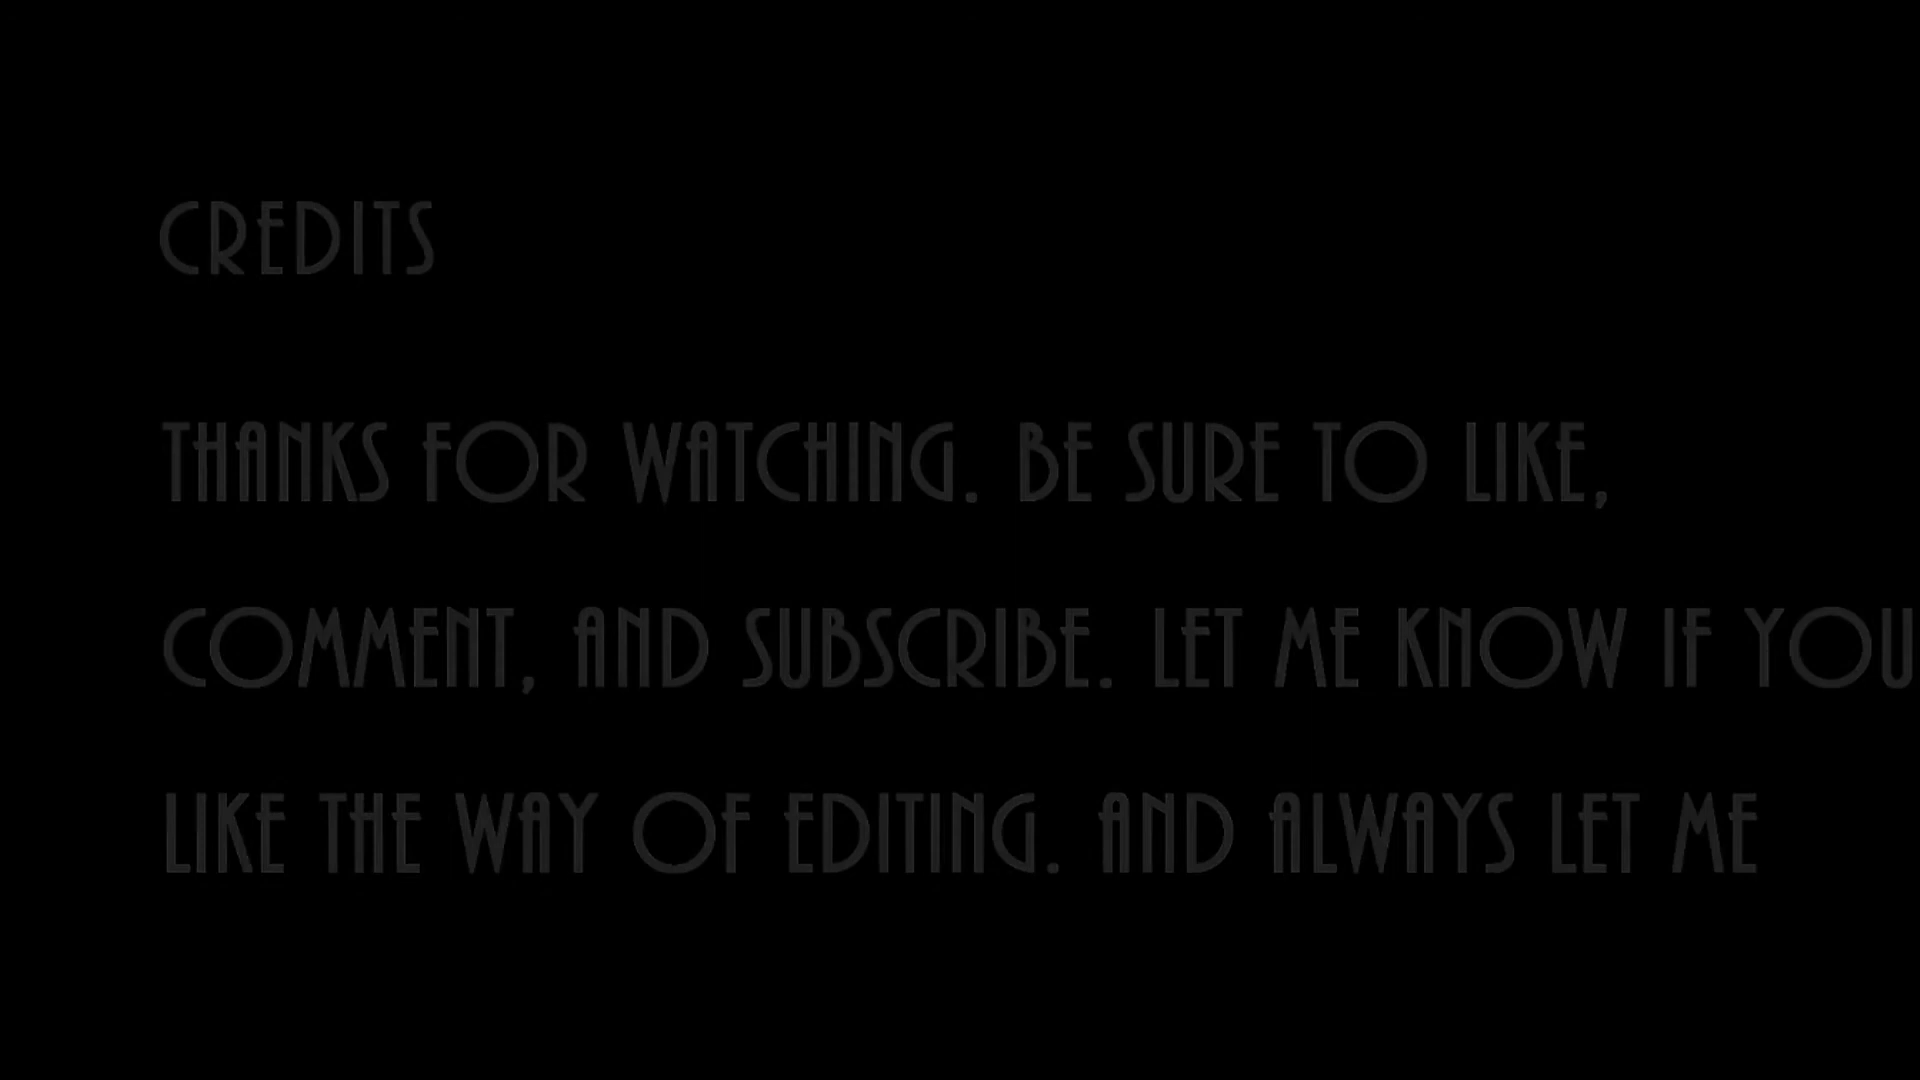 CREDITS
THANKS FOR WATCHING. BE SURE TO LIKE,
COMMENT, AND SUBSCRIBE. LET ME KNOW IF YOU
LIKE THE WAY OF EDITING. AND ALWAYS LET ME